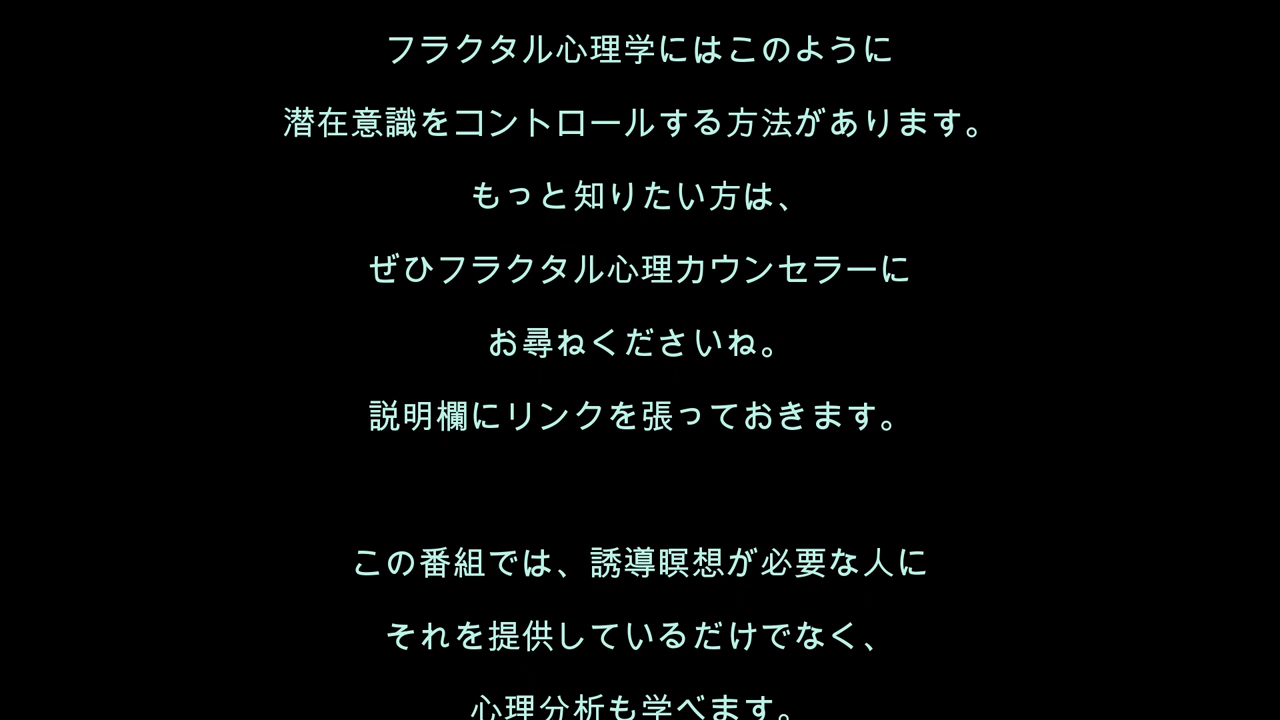 フラクタル心理学にはこのように
潜在意識をコントロールする方法があります。
もっと知りたい方は、
ぜひフラクタル心理カウンセラーに
お尋ねくださいね。
説明欄にリンクを張っておきます。
この番組では、誘導瞑想が必要な人に
それを提供しているだけでなく、
心理分析も学べます。